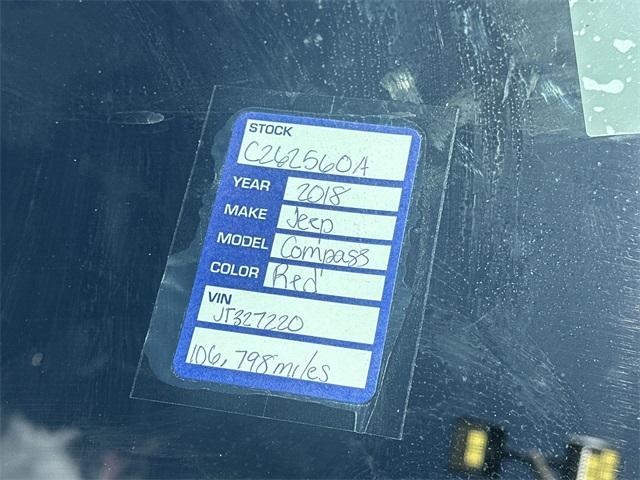 STOCK
C262560A
YEAR 2018
MAKE Jeep
MODEL Compass
COLOR Red
VIN
JT327220
106,798 miles